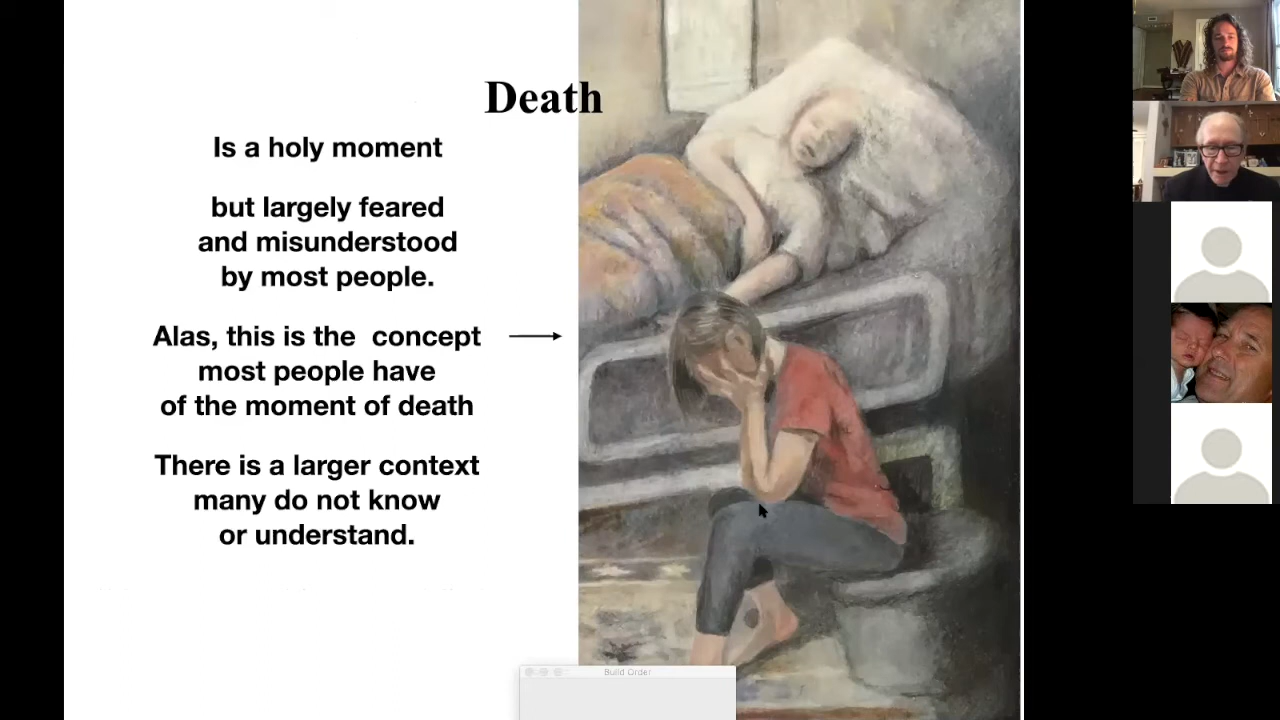 Death
Is a holy moment
but largely feared
and misunderstood
by most people.
Alas, this is the concept
most people have
of the moment of death
There is a larger context
many do not know
or understand.
Build Order